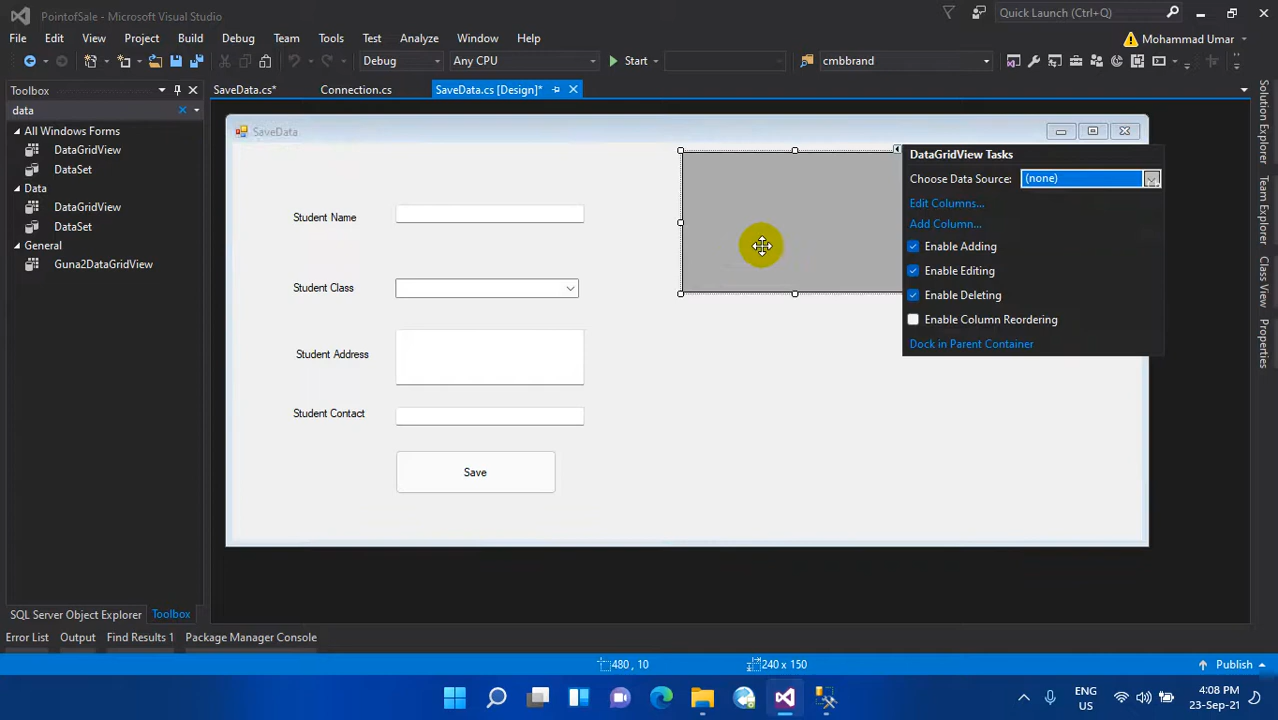 PointofSale - Microsoft Visual Studio
Quick Launch (Ctrl+Q)
File Edit View Project Build Debug Team Tools Test Analyze Window Help
Mohammad Umar
Debug Any CPU Start cmbbrand
Toolbox
SaveData.cs* Connection.cs SaveData.cs [Design]*
data
All Windows Forms
DataGridView
DataSet
Data
DataGridView
DataSet
General
Guna2DataGridView
SaveData
Student Name
Student Class
Student Address
Student Contact
Save
DataGridView Tasks
Choose Data Source: (none)
Edit Columns...
Add Column...
Enable Adding
Enable Editing
Enable Deleting
Enable Column Reordering
Dock in Parent Container
Solution Explorer
Team Explorer
Class View
Properties
SQL Server Object Explorer Toolbox
Error List Output Find Results 1 Package Manager Console
480 , 10 240 x 150 Publish
ENG
US
4:08 PM
23-Sep-21